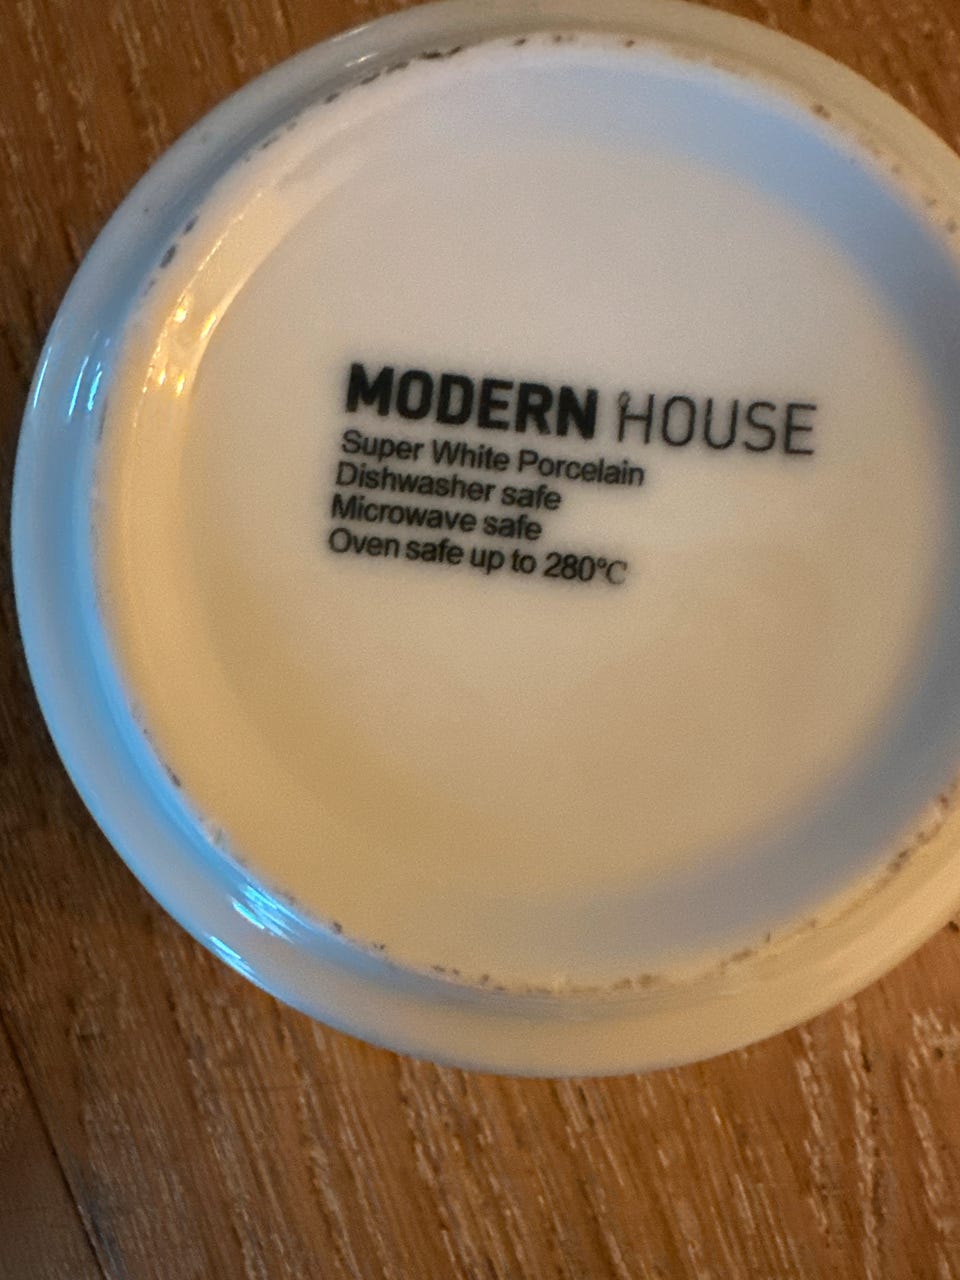 MODERN HOUSE
Super White Porcelain
Dishwasher safe
Microwave safe
Oven safe up to 280°C